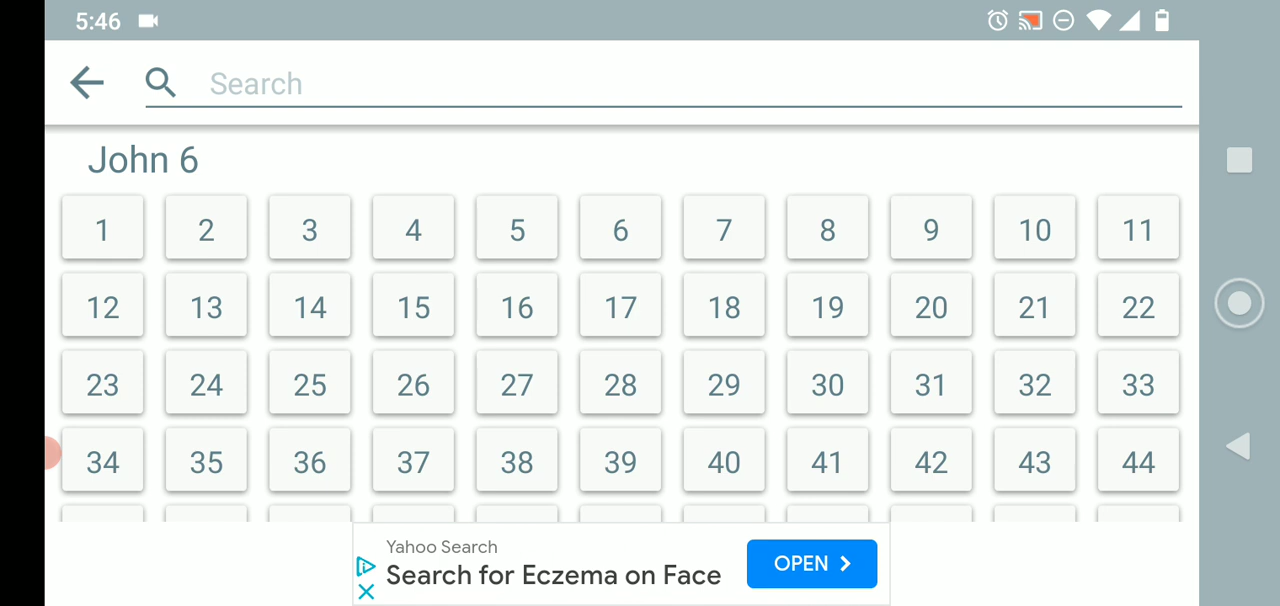 5:46
Search
John 6
1 2 3 4 5 6 7 8 9 10 11
12 13 14 15 16 17 18 19 20 21 22
23 24 25 26 27 28 29 30 31 32 33
34 35 36 37 38 39 40 41 42 43 44
Yahoo Search
Search for Eczema on Face
OPEN